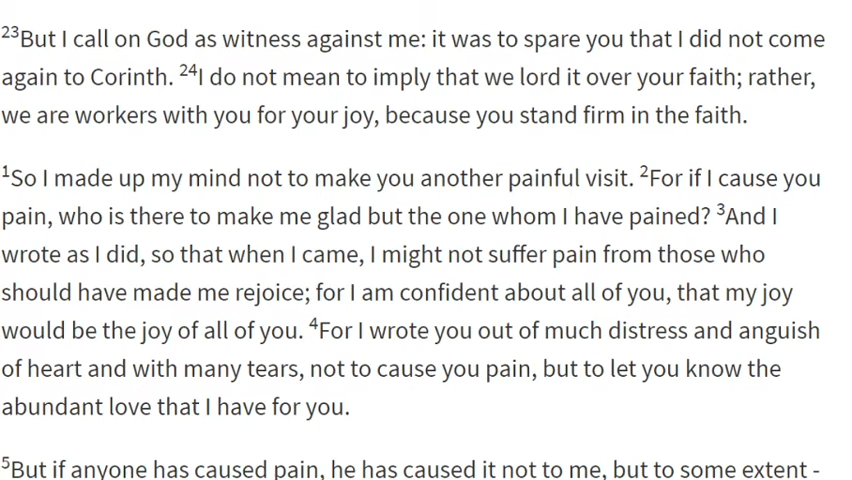 ²³But I call on God as witness against me: it was to spare you that I did not come
again to Corinth. ²⁴I do not mean to imply that we lord it over your faith; rather,
we are workers with you for your joy, because you stand firm in the faith.
¹So I made up my mind not to make you another painful visit. ²For if I cause you
pain, who is there to make me glad but the one whom I have pained? ³And I
wrote as I did, so that when I came, I might not suffer pain from those who
should have made me rejoice; for I am confident about all of you, that my joy
would be the joy of all of you. ⁴For I wrote you out of much distress and anguish
of heart and with many tears, not to cause you pain, but to let you know the
abundant love that I have for you.
⁵But if anyone has caused pain, he has caused it not to me, but to some extent -